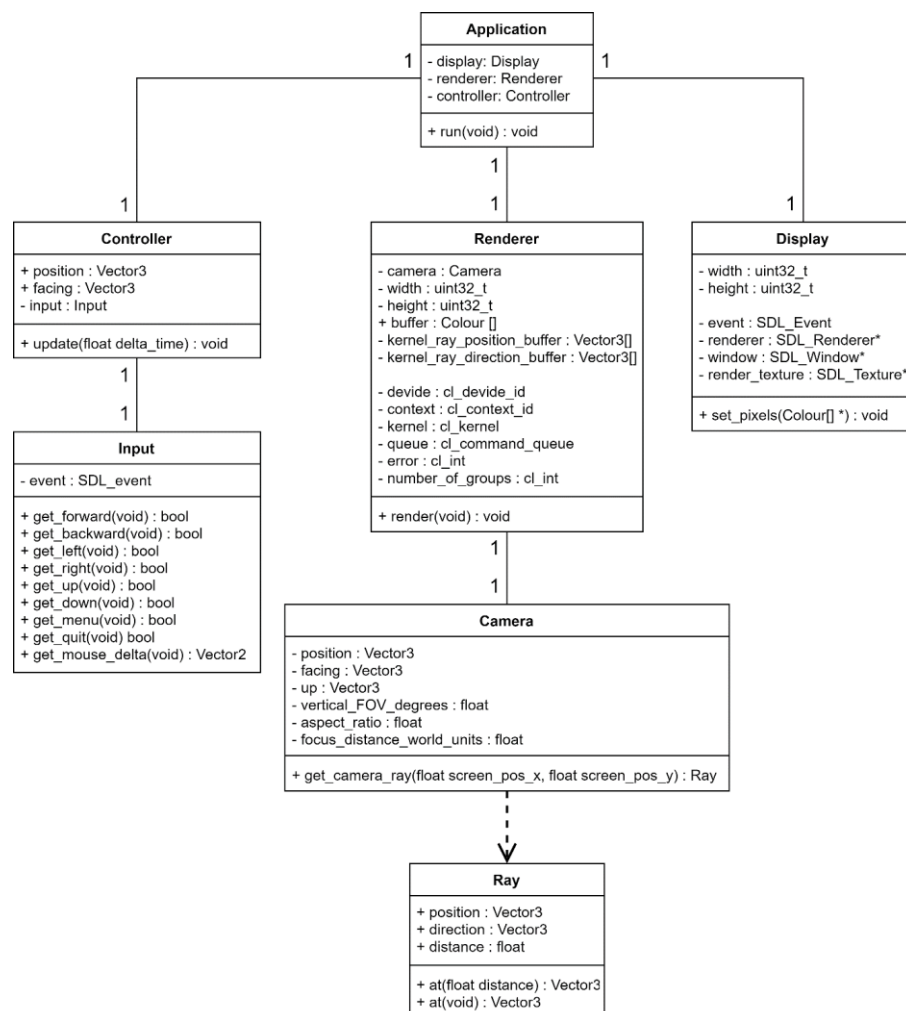 Application
- display: Display
- renderer: Renderer
- controller: Controller
+ run(void) : void
1
1
1
1
1
1
Controller
+ position : Vector3
+ facing : Vector3
- input : Input
+ update(float delta_time) : void
Renderer
- camera : Camera
- width : uint32_t
- height : uint32_t
+ buffer : Colour []
- kernel_ray_position_buffer : Vector3[]
- kernel_ray_direction_buffer : Vector3[]
- devide : cl_devide_id
- context : cl_context_id
- kernel : cl_kernel
- queue : cl_command_queue
- error : cl_int
- number_of_groups : cl_int
+ render(void) : void
Display
- width : uint32_t
- height : uint32_t
- event : SDL_Event
- renderer : SDL_Renderer*
- window : SDL_Window*
- render_texture : SDL_Texture*
+ set_pixels(Colour[] *) : void
1
1
Input
- event : SDL_event
+ get_forward(void) : bool
+ get_backward(void) : bool
+ get_left(void) : bool
+ get_right(void) : bool
+ get_up(void) : bool
+ get_down(void) : bool
+ get_menu(void) : bool
+ get_quit(void) bool
+ get_mouse_delta(void) : Vector2
1
1
Camera
- position : Vector3
- facing : Vector3
- up : Vector3
- vertical_FOV_degrees : float
- aspect_ratio : float
- focus_distance_world_units : float
+ get_camera_ray(float screen_pos_x, float screen_pos_y) : Ray
Ray
+ position : Vector3
+ direction : Vector3
+ distance : float
+ at(float distance) : Vector3
+ at(void) : Vector3